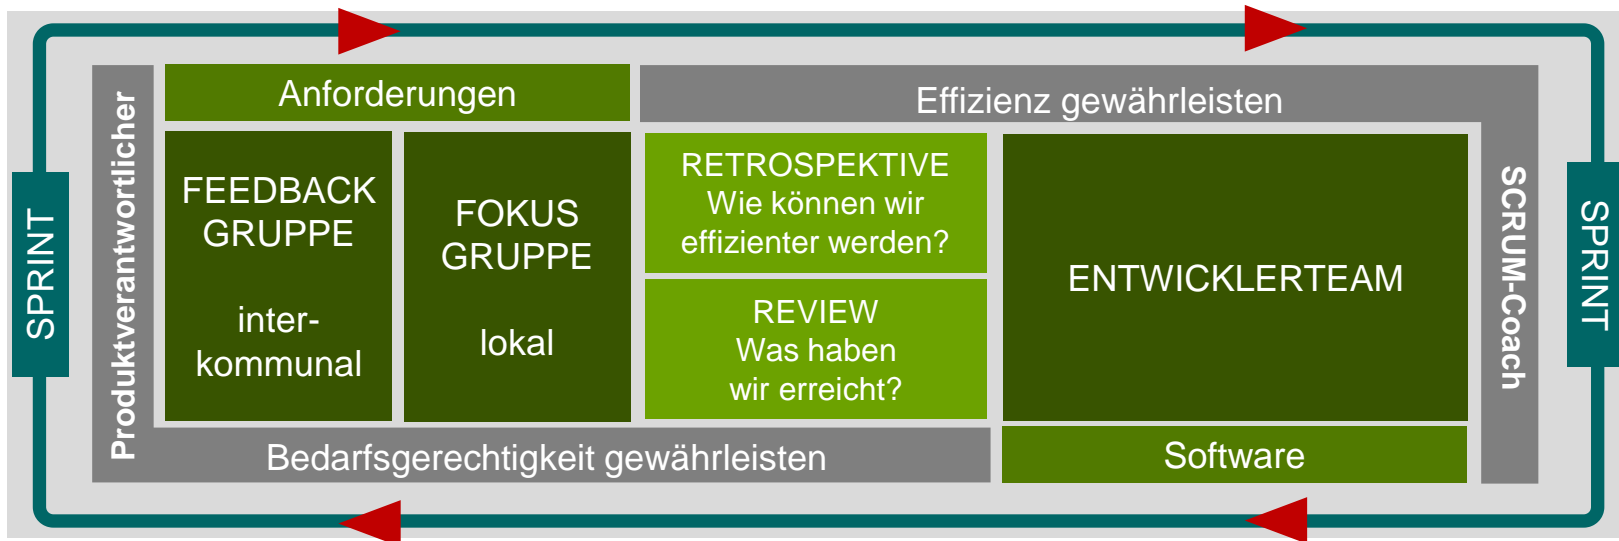 SPRINT
Produktverantwortlicher
Anforderungen
FEEDBACK
GRUPPE
inter-
kommunal
FOKUS
GRUPPE
lokal
Bedarfsgerechtigkeit gewährleisten
Effizienz gewährleisten
RETROSPEKTIVE
Wie können wir
effizienter werden?
REVIEW
Was haben
wir erreicht?
ENTWICKLERTEAM
Software
SCRUM-Coach
SPRINT